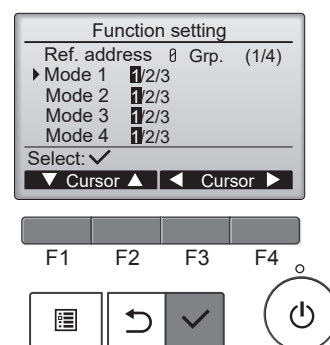 Function setting
Ref. address 0 Grp. (1/4)
Mode 1 1/2/3
Mode 2 1/2/3
Mode 3 1/2/3
Mode 4 1/2/3
Select:✓
▼ Cursor ▲ ◀ Cursor ▶
F1 F2 F3 F4